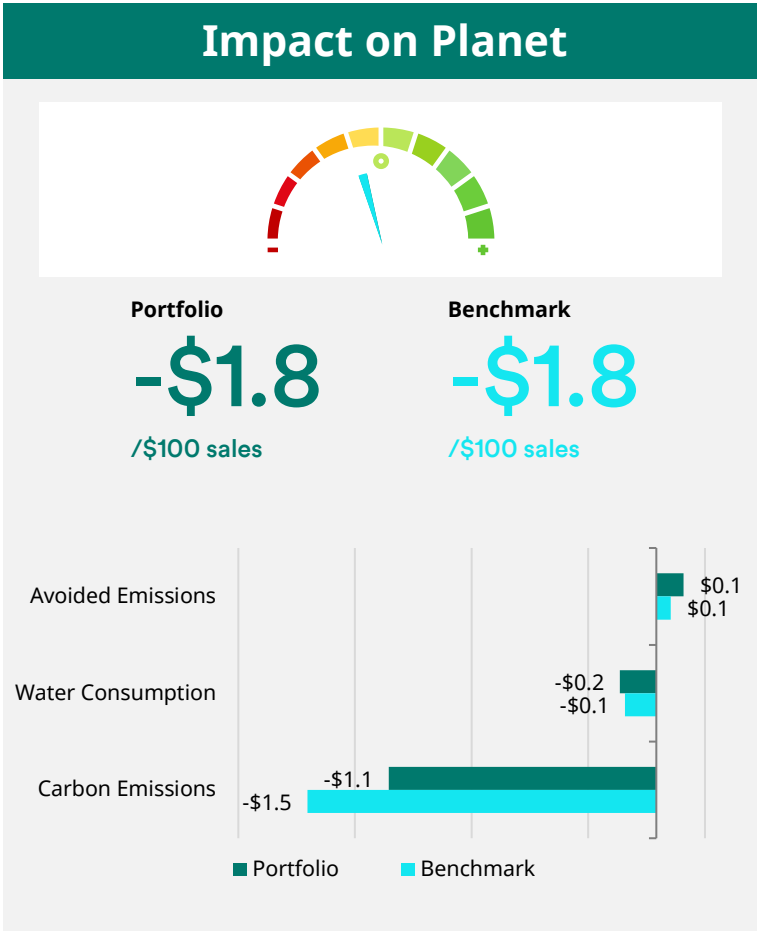 Impact on Planet
Portfolio
-$1.8
/$100 sales
Benchmark
-$1.8
/$100 sales
Avoided Emissions
$0.1
$0.1
Water Consumption
-$0.2
-$0.1
Carbon Emissions
-$1.1
-$1.5
Portfolio
Benchmark